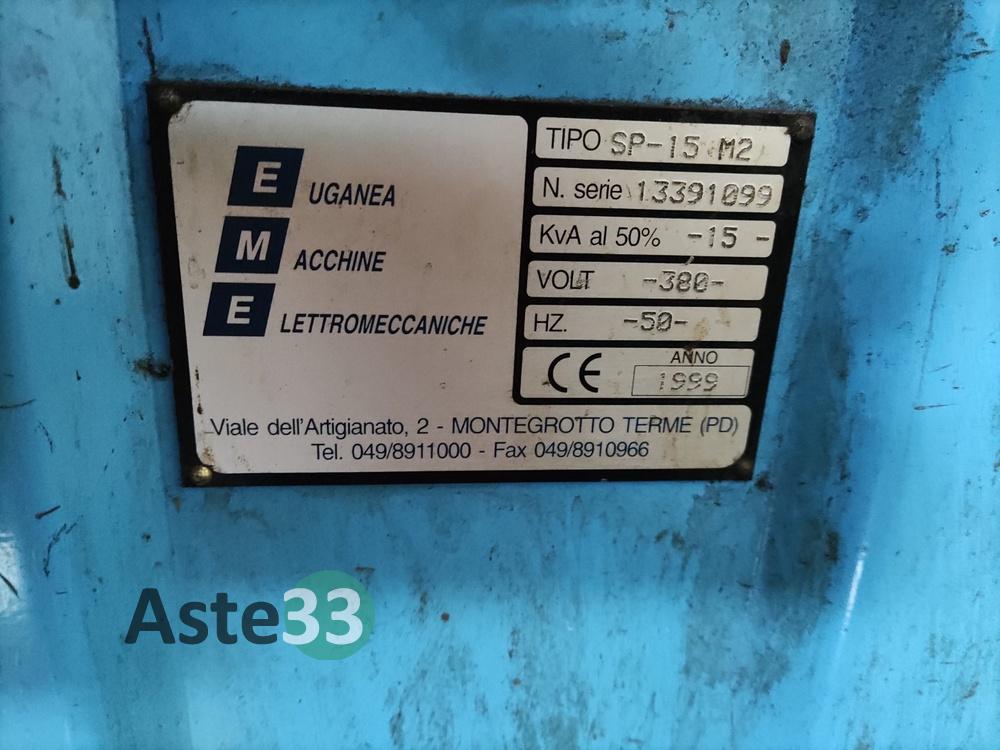 E UGANEA
M ACCHINE
E LETTROMECCANICHE
TIPO SP-15 M2
N. serie 13391099
KvA al 50% -15 -
VOLT -380-
HZ. -50-
CE ANNO
1999
Viale dell'Artigianato, 2 - MONTEGROTTO TERME (PD)
Tel. 049/8911000 - Fax 049/8910966
Aste33